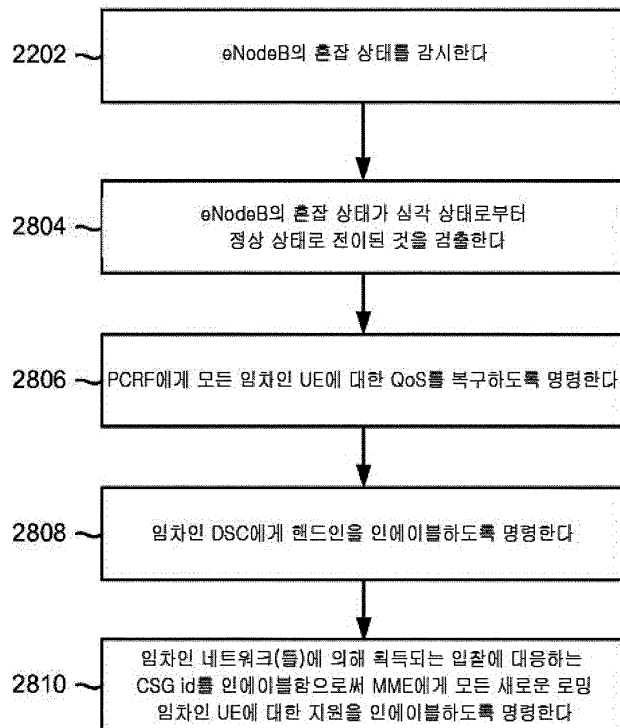 2202 eNodeB의 혼잡 상태를 감시한다
2804 eNodeB의 혼잡 상태가 심각 상태로부터
정상 상태로 전이된 것을 검출한다
2806 PCRF에게 모든 임차인 UE에 대한 QoS를 복구하도록 명령한다
2808 임차인 DSC에게 핸드인을 인에이블하도록 명령한다
임차인 네트워크(들)에 의해 획득되는 입찰에 대응하는
2810 CSG id를 인에이블함으로써 MME에게 모든 새로운 로밍
임차인 UE에 대한 지원을 인에이블하도록 명령한다